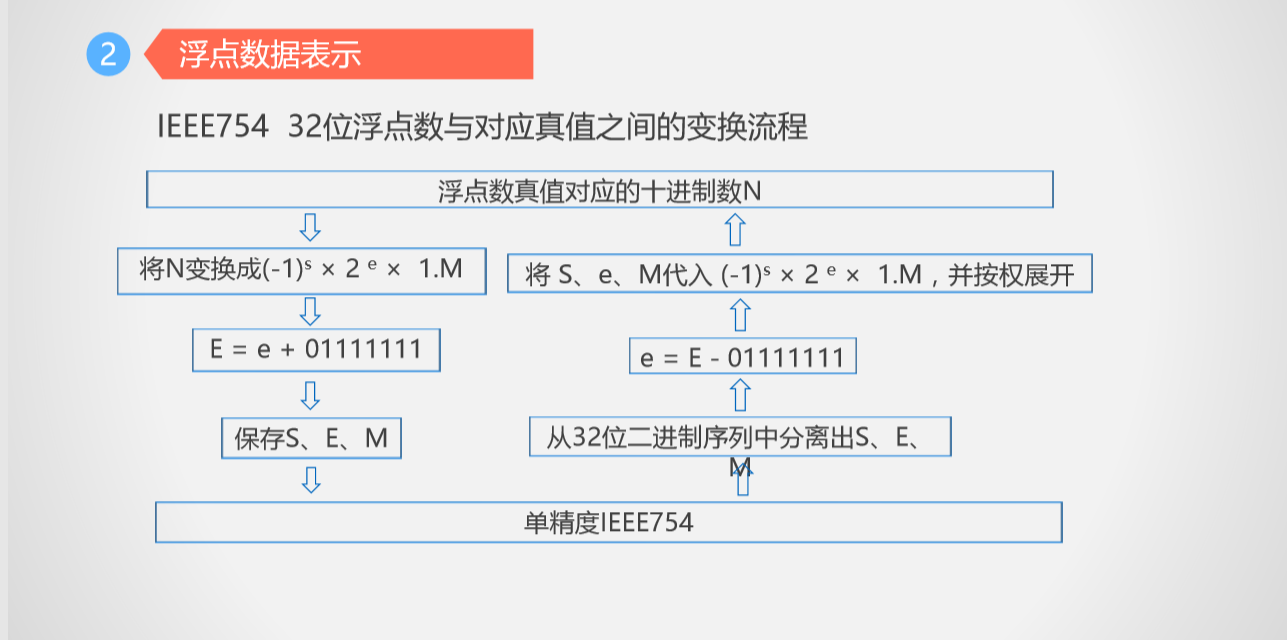 2
浮点数据表示
IEEE754 32位浮点数与对应真值之间的变换流程
浮点数真值对应的十进制数N
将N变换成(-1)ˢ × 2 ᵉ × 1.M
E = e + 01111111
保存S、E、M
将 S、e、M代入 (-1)ˢ × 2 ᵉ × 1.M，并按权展开
e = E - 01111111
从32位二进制序列中分离出S、E、
M
单精度IEEE754